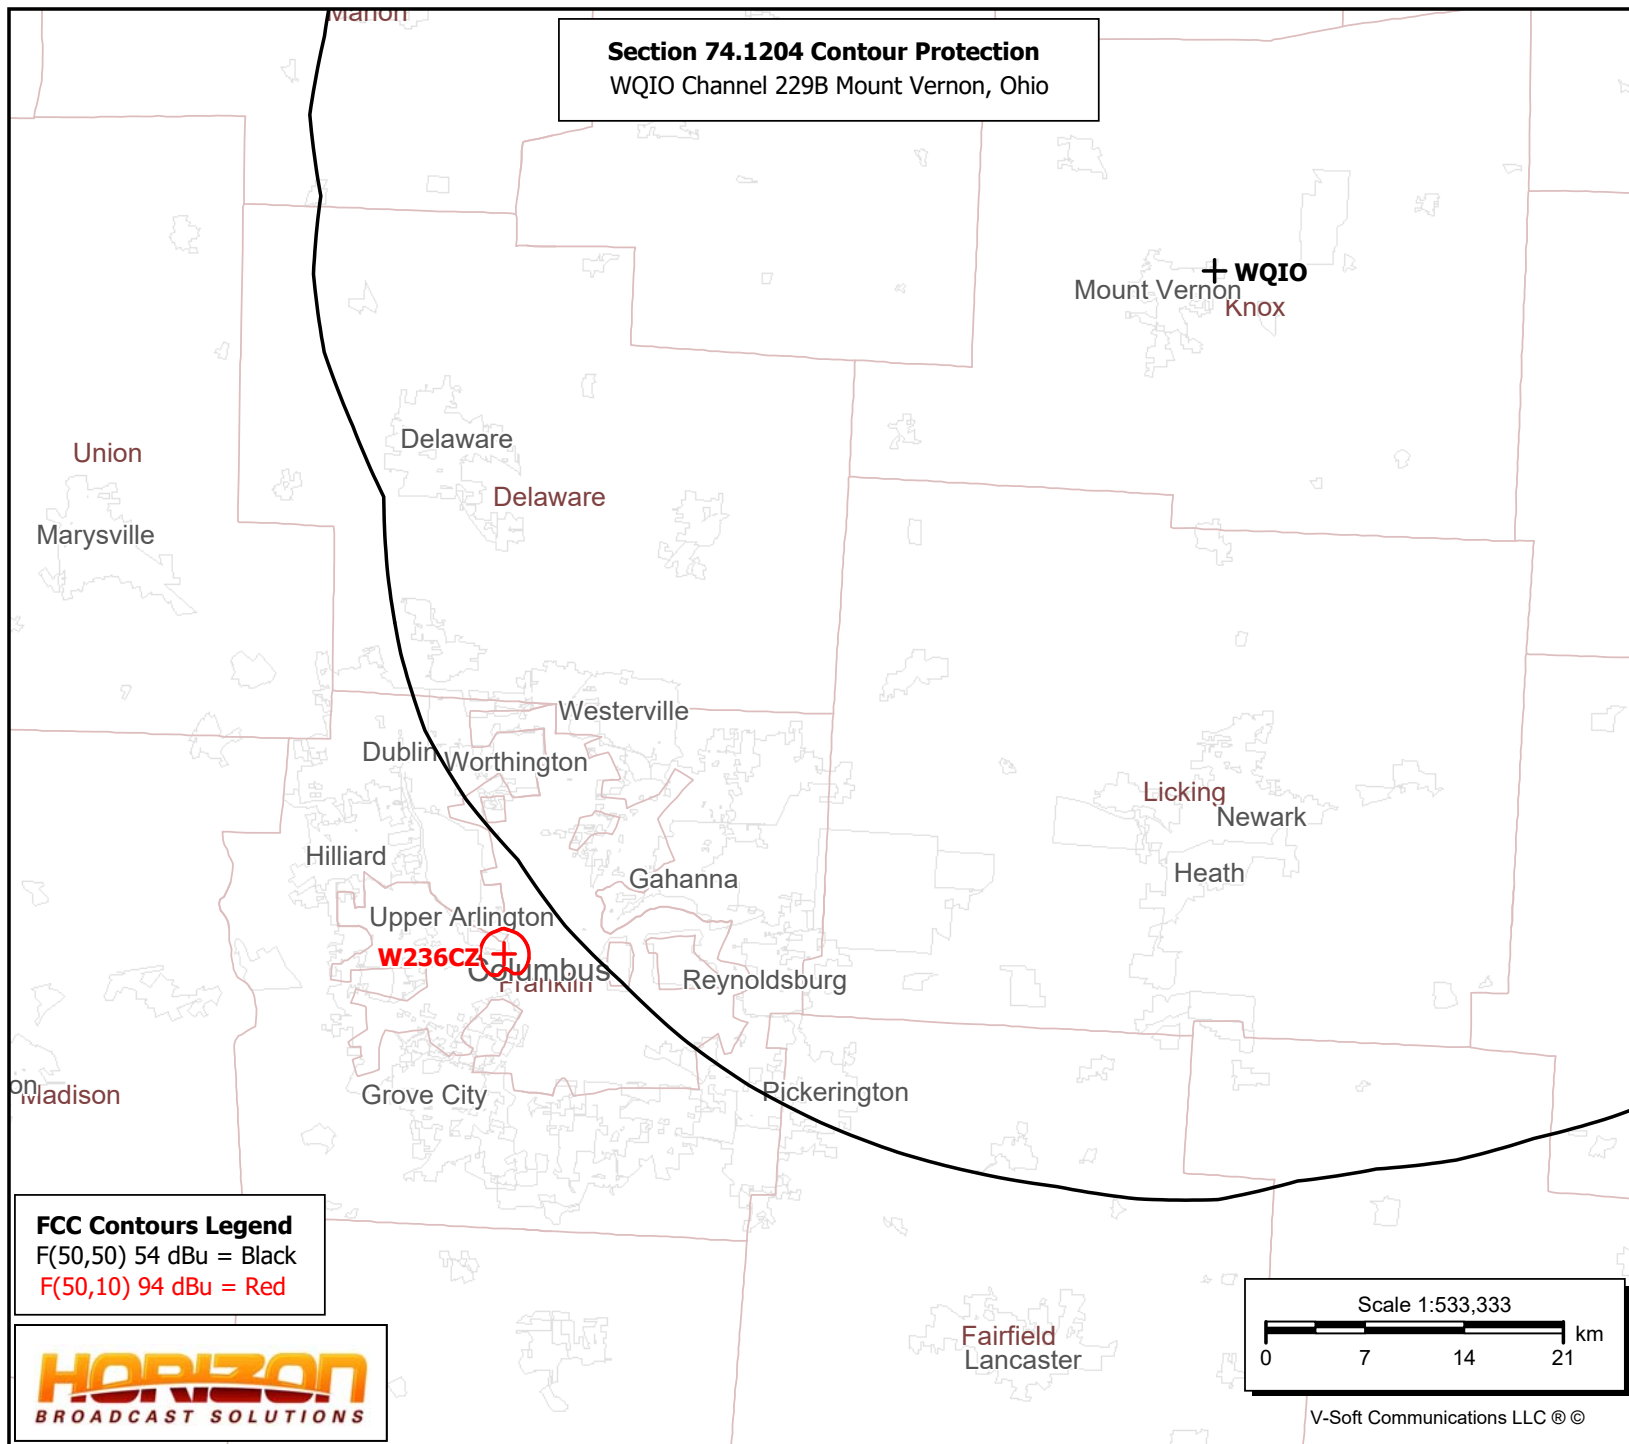 Marion
Section 74.1204 Contour Protection
WQIO Channel 229B Mount Vernon, Ohio
WQIO
Mount Vernon
Knox
Delaware
Union
Delaware
Marysville
Westerville
Dublin
Worthington
Licking
Newark
Hilliard
Heath
Gahanna
Upper Arlington
W236CZ
Columbus
Franklin
Reynoldsburg
on
Madison
Grove City
Pickerington
FCC Contours Legend
F(50,50) 54 dBu = Black
F(50,10) 94 dBu = Red
Scale 1:533,333
km
0 7 14 21
Fairfield
Lancaster
HORIZON
BROADCAST SOLUTIONS
V-Soft Communications LLC ® ©